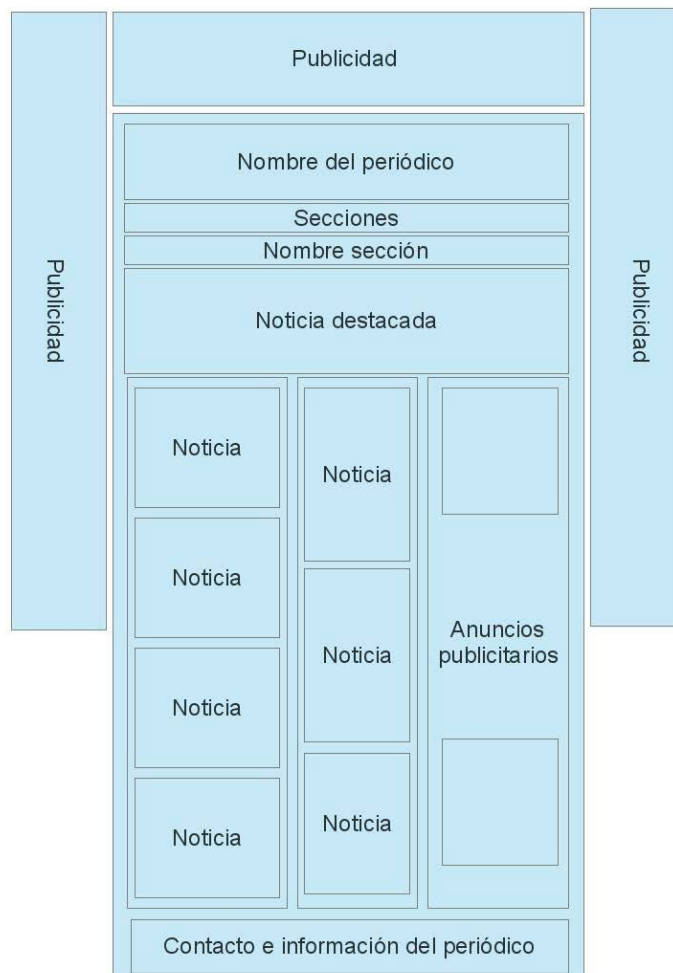 Publicidad
Publicidad
Publicidad
Nombre del periódico
Secciones
Nombre sección
Noticia destacada
Noticia
Noticia
Noticia
Noticia
Noticia
Noticia
Noticia
Anuncios
publicitarios
Contacto e información del periódico